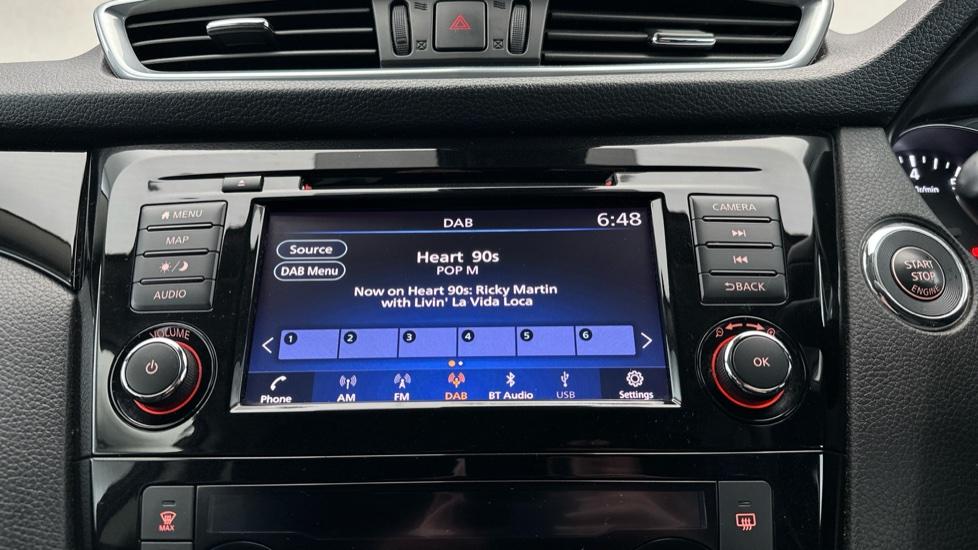 MENU
MAP
AUDIO
VOLUME
DAB
6:48
Source
DAB Menu
Heart 90s
POP M
Now on Heart 90s: Ricky Martin
with Livin' La Vida Loca
1 2 3 4 5 6
Phone AM FM DAB BT Audio USB Settings
CAMERA
BACK
OK
START
STOP
ENGINE
4
MAX